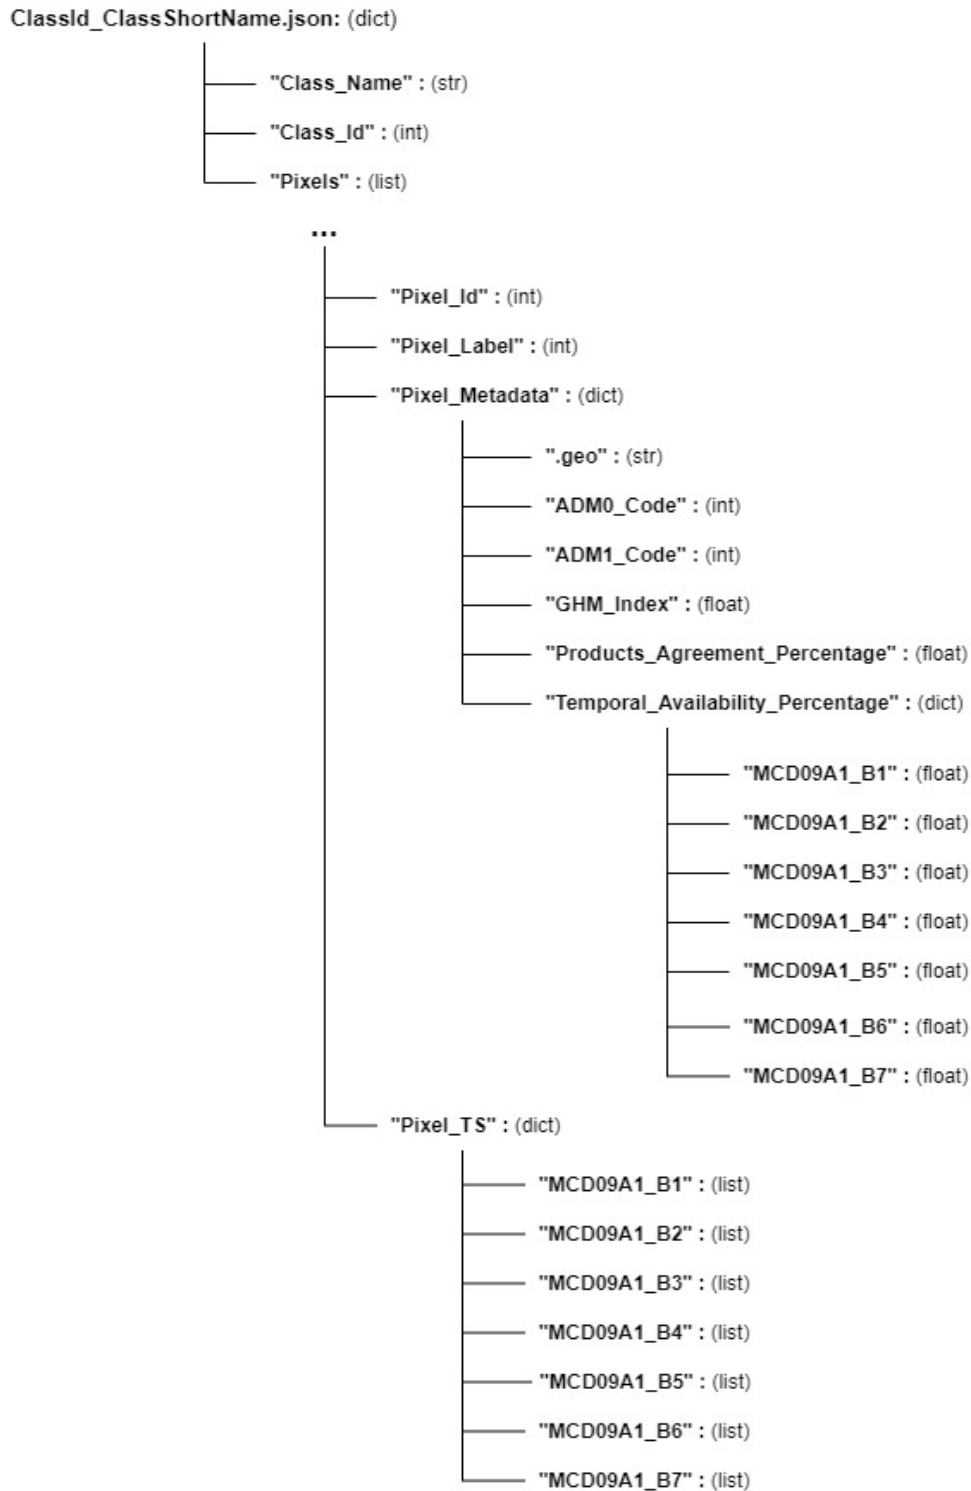 ClassId_ClassShortName.json: (dict)
"Class_Name" : (str)
"Class_Id" : (int)
"Pixels" : (list)
...
"Pixel_Id" : (int)
"Pixel_Label" : (int)
"Pixel_Metadata" : (dict)
".geo" : (str)
"ADM0_Code" : (int)
"ADM1_Code" : (int)
"GHM_Index" : (float)
"Products_Agreement_Percentage" : (float)
"Temporal_Availability_Percentage" : (dict)
"MCD09A1_B1" : (float)
"MCD09A1_B2" : (float)
"MCD09A1_B3" : (float)
"MCD09A1_B4" : (float)
"MCD09A1_B5" : (float)
"MCD09A1_B6" : (float)
"MCD09A1_B7" : (float)
"Pixel_TS" : (dict)
"MCD09A1_B1" : (list)
"MCD09A1_B2" : (list)
"MCD09A1_B3" : (list)
"MCD09A1_B4" : (list)
"MCD09A1_B5" : (list)
"MCD09A1_B6" : (list)
"MCD09A1_B7" : (list)